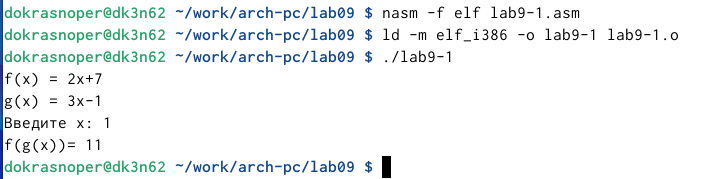 dokrasnoper@dk3n62 ~/work/arch-pc/lab09 $ nasm -f elf lab9-1.asm
dokrasnoper@dk3n62 ~/work/arch-pc/lab09 $ ld -m elf_i386 -o lab9-1 lab9-1.o
dokrasnoper@dk3n62 ~/work/arch-pc/lab09 $ ./lab9-1
f(x) = 2x+7
g(x) = 3x-1
Введите x: 1
f(g(x))= 11
dokrasnoper@dk3n62 ~/work/arch-pc/lab09 $